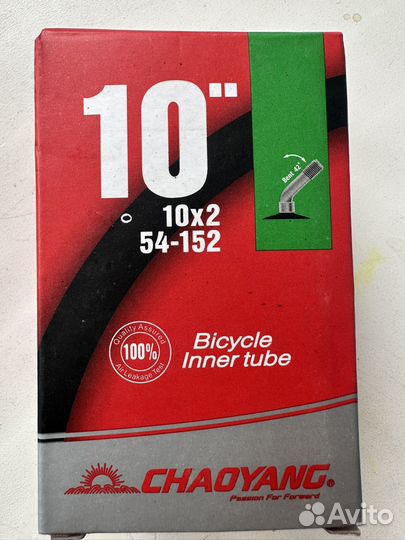 10"
Bent 42°
10x2
54-152
Quality Assured
100%
Air Leakage Test
Bicycle
Inner tube
CHAOYANG®
Passion For Forward
Avito